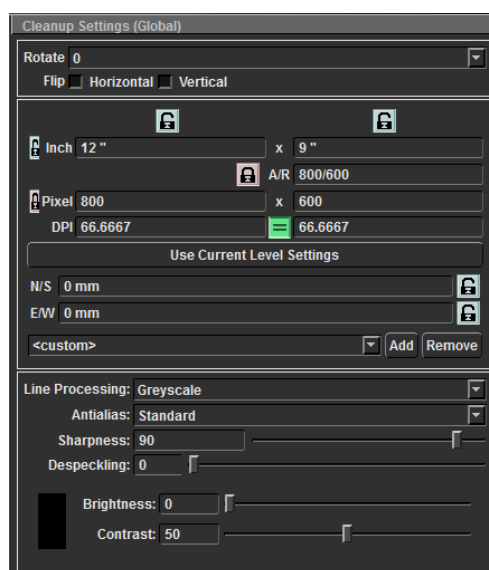 Cleanup Settings (Global)
Rotate 0
Flip Horizontal Vertical
Inch 12 " x 9 "
A/R 800/600
Pixel 800 x 600
DPI 66.6667 = 66.6667
Use Current Level Settings
N/S 0 mm
E/W 0 mm
<custom> Add Remove
Line Processing: Greyscale
Antialias: Standard
Sharpness: 90
Despeckling: 0
Brightness: 0
Contrast: 50